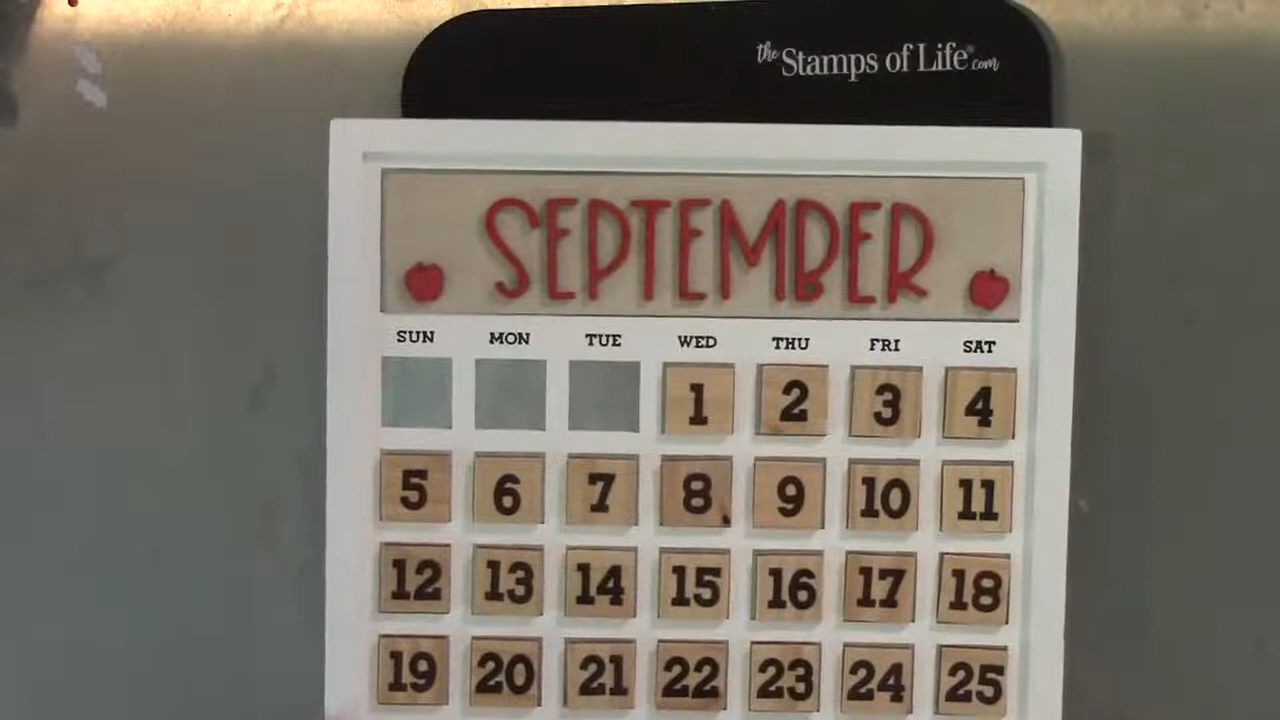 the Stamps of Life®.com
SEPTEMBER
SUN MON TUE WED THU FRI SAT
1 2 3 4
5 6 7 8 9 10 11
12 13 14 15 16 17 18
19 20 21 22 23 24 25